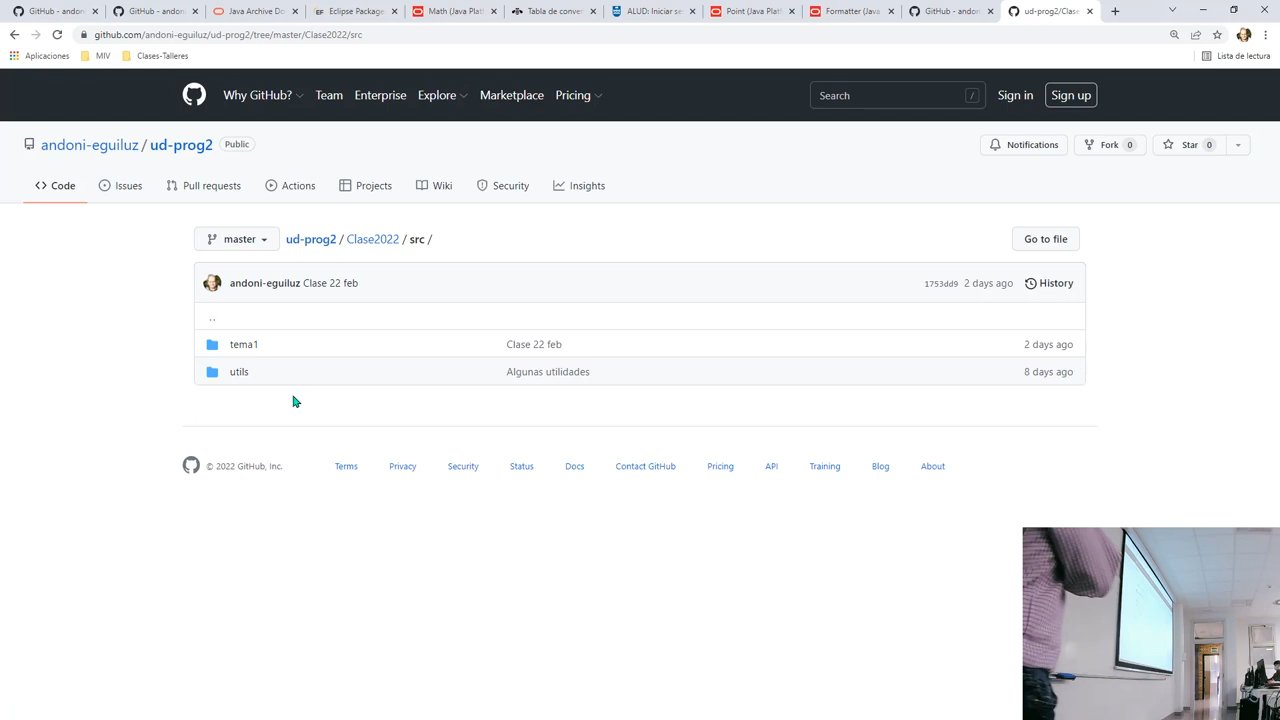 GitHub - andoni
GitHub - andoni
Java Archive Do
Eclipse Package
Math (Java Plat
Tabla de conver
ALUD: Iniciar se
Point (Java Plat
Formatter (Java
GitHub - andoni
ud-prog2/Clase
github.com/andoni-eguiluz/ud-prog2/tree/master/Clase2022/src
Aplicaciones MIV Clases-Talleres Lista de lectura
Why GitHub? Team Enterprise Explore Marketplace Pricing Search / Sign in Sign up
andoni-eguiluz / ud-prog2 Public Notifications Fork 0 Star 0
Code Issues Pull requests Actions Projects Wiki Security Insights
master ud-prog2 / Clase2022 / src / Go to file
andoni-eguiluz Clase 22 feb 1753dd9 2 days ago History
..
tema1 Clase 22 feb 2 days ago
utils Algunas utilidades 8 days ago
© 2022 GitHub, Inc. Terms Privacy Security Status Docs Contact GitHub Pricing API Training Blog About